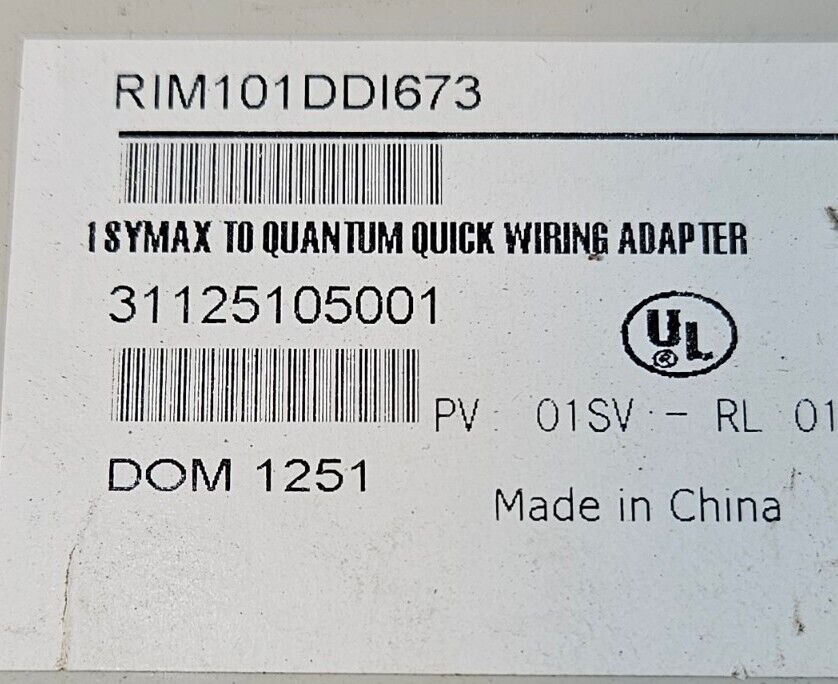 RIM101DDI673
1 SYMAX TO QUANTUM QUICK WIRING ADAPTER
31125105001
UL
®
PV : 01SV - RL 01
DOM 1251
Made in China